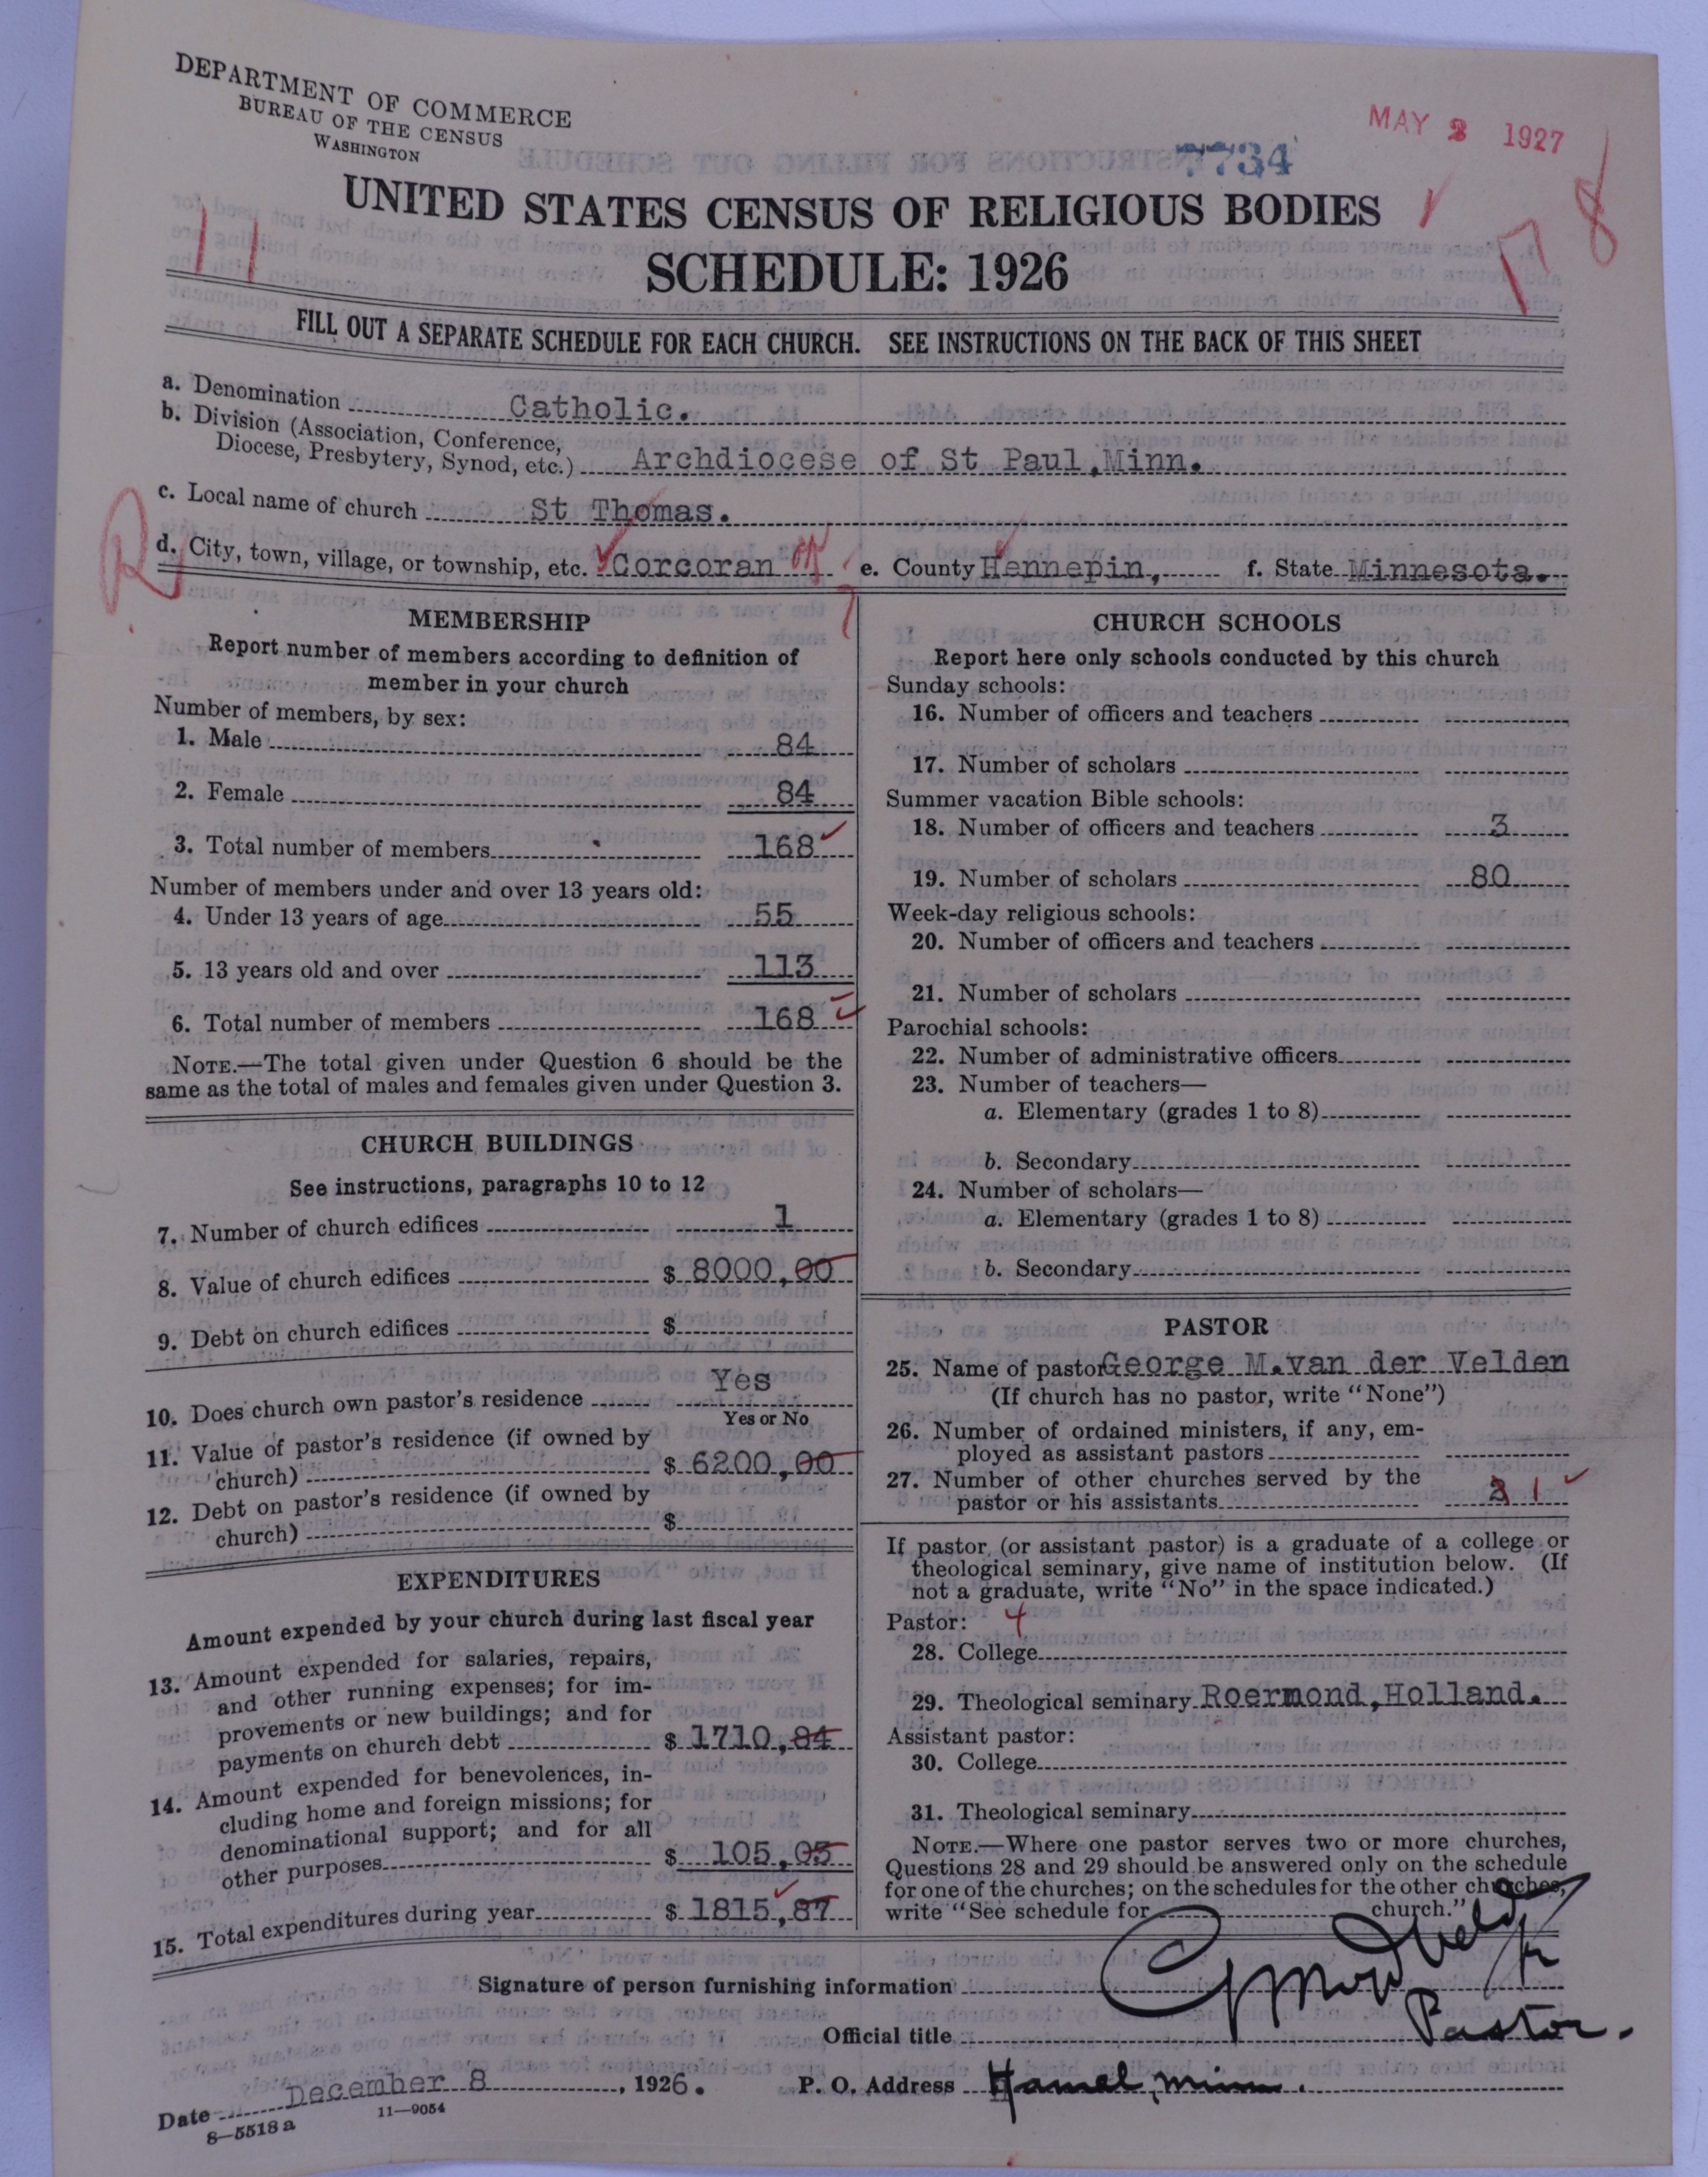 DEPARTMENT OF COMMERCE
BUREAU OF THE CENSUS
WASHINGTON
MAY 3 1927
7734
11
178
UNITED STATES CENSUS OF RELIGIOUS BODIES
SCHEDULE: 1926
FILL OUT A SEPARATE SCHEDULE FOR EACH CHURCH. SEE INSTRUCTIONS ON THE BACK OF THIS SHEET
a. Denomination Catholic.
b. Division (Association, Conference,
Diocese, Presbytery, Synod, etc.) Archdiocese of St Paul,Minn.
c. Local name of church St Thomas.
R
d. City, town, village, or township, etc. Corcoran e. County Hennepin, f. State Minnesota.
MEMBERSHIP
Report number of members according to definition of
member in your church
Number of members, by sex:
1. Male 84
2. Female 84
3. Total number of members 168
Number of members under and over 13 years old:
4. Under 13 years of age 55
5. 13 years old and over 113
6. Total number of members 168
NOTE.—The total given under Question 6 should be the
same as the total of males and females given under Question 3.
CHURCH BUILDINGS
See instructions, paragraphs 10 to 12
7. Number of church edifices 1
8. Value of church edifices $ 8000,00
9. Debt on church edifices $
10. Does church own pastor's residence Yes
Yes or No
11. Value of pastor's residence (if owned by
church) $ 6200,00
12. Debt on pastor's residence (if owned by
church) $
EXPENDITURES
Amount expended by your church during last fiscal year
13. Amount expended for salaries, repairs,
and other running expenses; for im-
provements or new buildings; and for
payments on church debt $ 1710,84
14. Amount expended for benevolences, in-
cluding home and foreign missions; for
denominational support; and for all
other purposes $ 105,05
15. Total expenditures during year $ 1815,87
CHURCH SCHOOLS
Report here only schools conducted by this church
Sunday schools:
16. Number of officers and teachers
17. Number of scholars
Summer vacation Bible schools:
18. Number of officers and teachers 3
19. Number of scholars 80
Week-day religious schools:
20. Number of officers and teachers
21. Number of scholars
Parochial schools:
22. Number of administrative officers
23. Number of teachers—
a. Elementary (grades 1 to 8)
b. Secondary
24. Number of scholars—
a. Elementary (grades 1 to 8)
b. Secondary
PASTOR
25. Name of pastor George M.van der Velden
(If church has no pastor, write "None")
26. Number of ordained ministers, if any, em-
ployed as assistant pastors
27. Number of other churches served by the
pastor or his assistants 1
If pastor (or assistant pastor) is a graduate of a college or
theological seminary, give name of institution below. (If
not a graduate, write "No" in the space indicated.)
Pastor: 4
28. College
29. Theological seminary Roermond,Holland.
Assistant pastor:
30. College
31. Theological seminary
NOTE.—Where one pastor serves two or more churches,
Questions 28 and 29 should be answered only on the schedule
for one of the churches; on the schedules for the other churches,
write "See schedule for church."
Signature of person furnishing information
Official title Pastor.
Date December 8, 1926. P. O. Address Hamel, Minn.
8—5518 a 11—9054